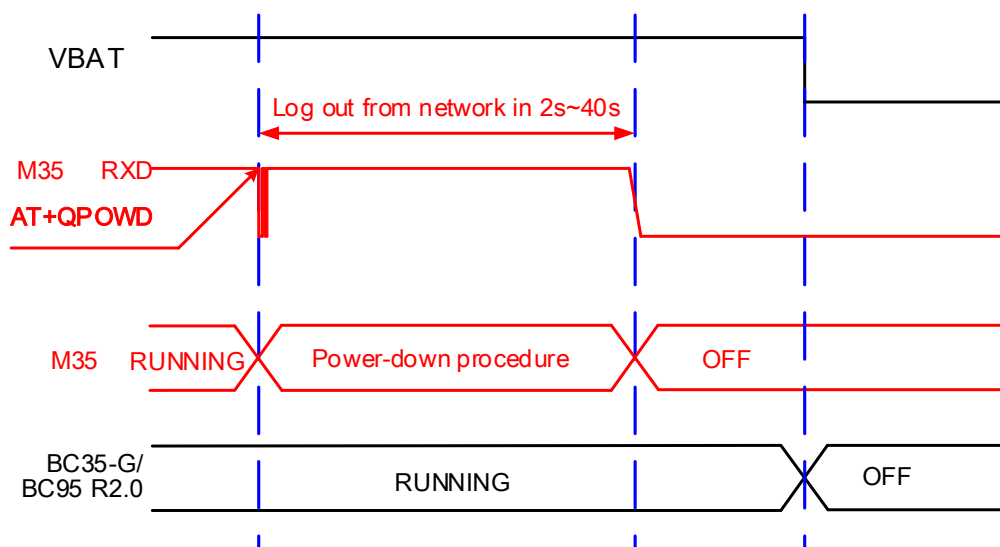 VBAT
Log out from network in 2s~40s
M35 RXD
AT+QPOWD
M35 RUNNING Power-down procedure OFF
BC35-G/
BC95 R2.0
RUNNING OFF